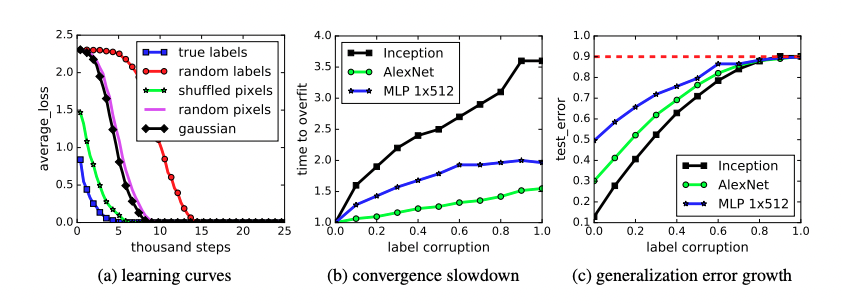 2.5
2.0
1.5
1.0
0.5
0.0
average_loss
true labels
random labels
shuffled pixels
random pixels
gaussian
0 5 10 15 20 25
thousand steps
(a) learning curves
4.0
3.5
3.0
2.5
2.0
1.5
1.0
time to overfit
Inception
AlexNet
MLP 1x512
0.0 0.2 0.4 0.6 0.8 1.0
label corruption
(b) convergence slowdown
1.0
0.9
0.8
0.7
0.6
0.5
0.4
0.3
0.2
0.1
test_error
Inception
AlexNet
MLP 1x512
0.0 0.2 0.4 0.6 0.8 1.0
label corruption
(c) generalization error growth